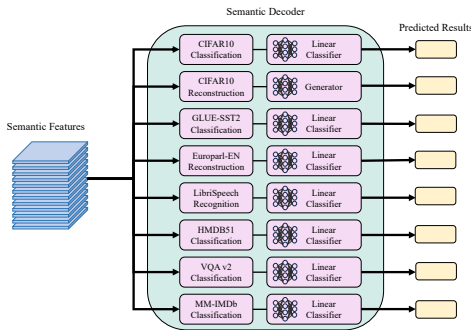 Semantic Decoder
Predicted Results
Semantic Features
CIFAR10
Classification
Linear
Classifier
CIFAR10
Reconstruction
Generator
GLUE-SST2
Classification
Linear
Classifier
Europarl-EN
Reconstruction
Linear
Classifier
LibriSpeech
Recognition
Linear
Classifier
HMDB51
Classification
Linear
Classifier
VQA v2
Classification
Linear
Classifier
MM-IMDb
Classification
Linear
Classifier